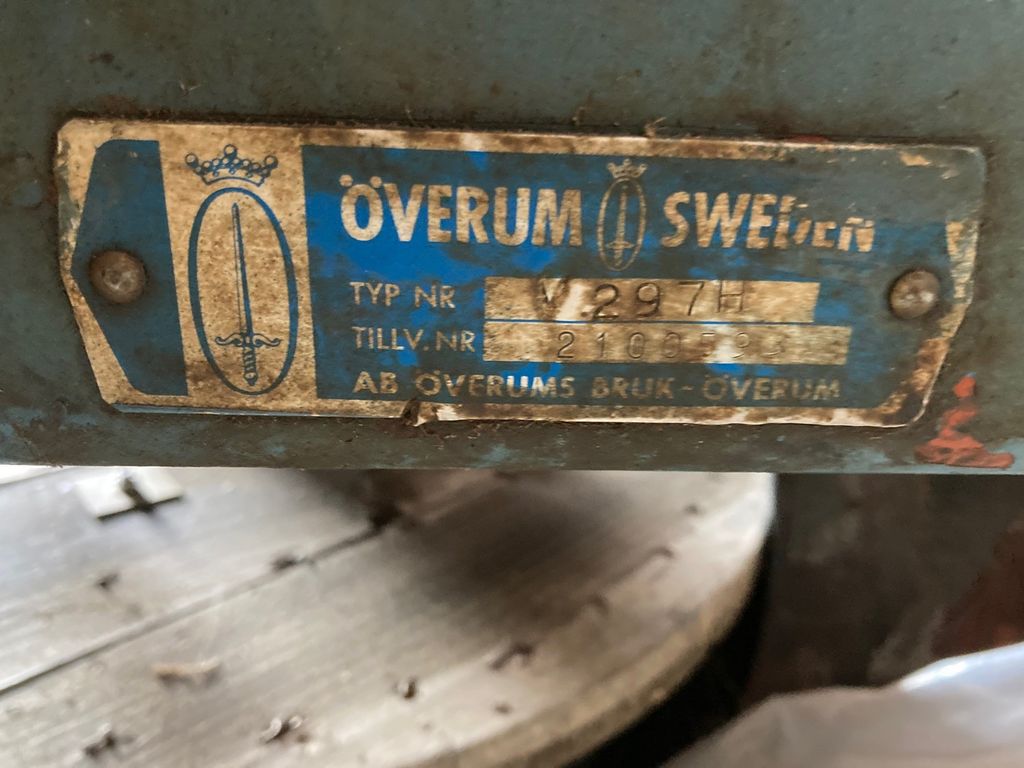 ÖVERUM SWEDEN
TYP NR V 297H
TILLV. NR
AB ÖVERUMS BRUK - ÖVERUM